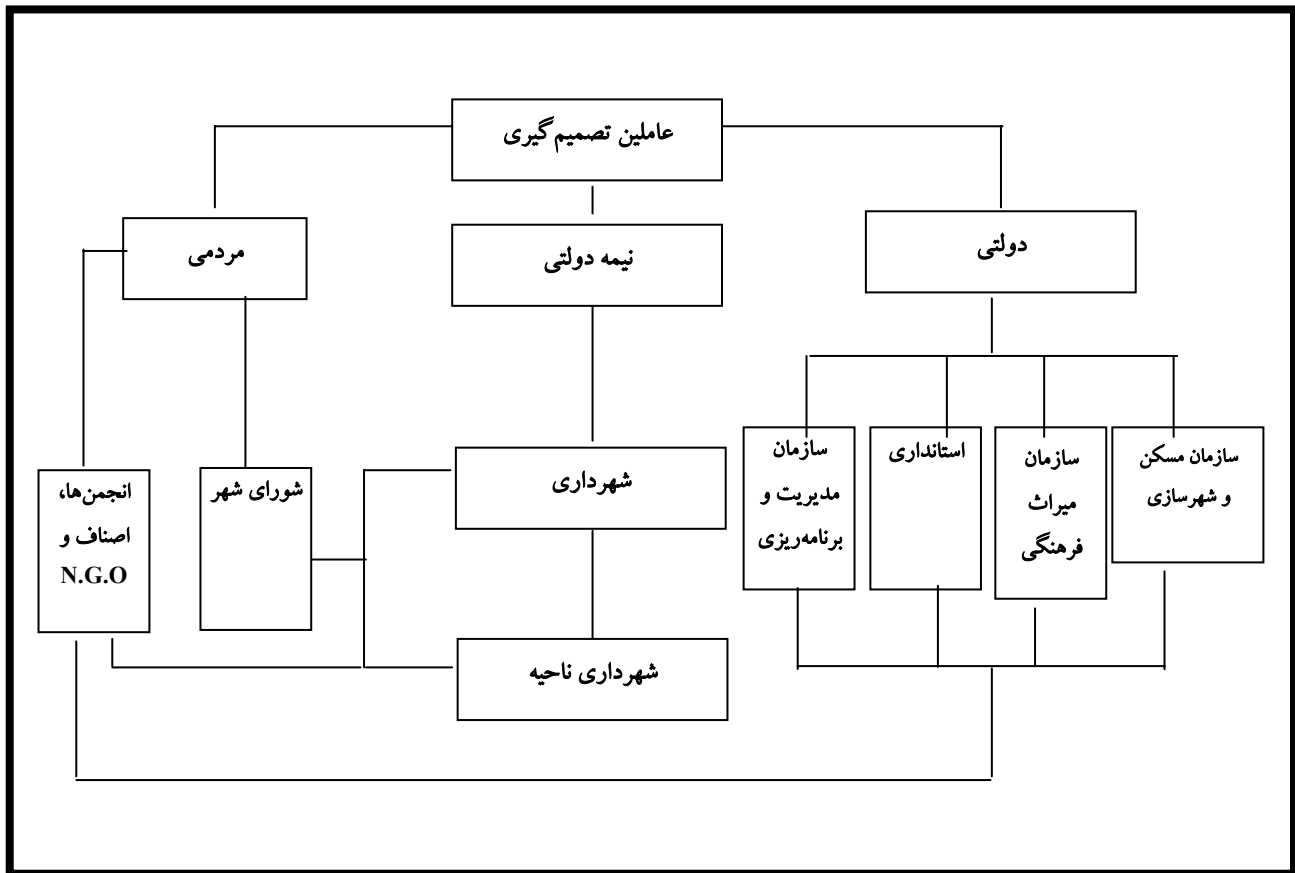 عاملین تصمیم‌گیری
دولتی
نیمه دولتی
مردمی
سازمان مسکن
و شهرسازی
سازمان
میراث
فرهنگی
استانداری
سازمان
مدیریت و
برنامه‌ریزی
شهرداری
شورای شهر
انجمن‌ها،
اصناف و
N.G.O
شهرداری ناحیه